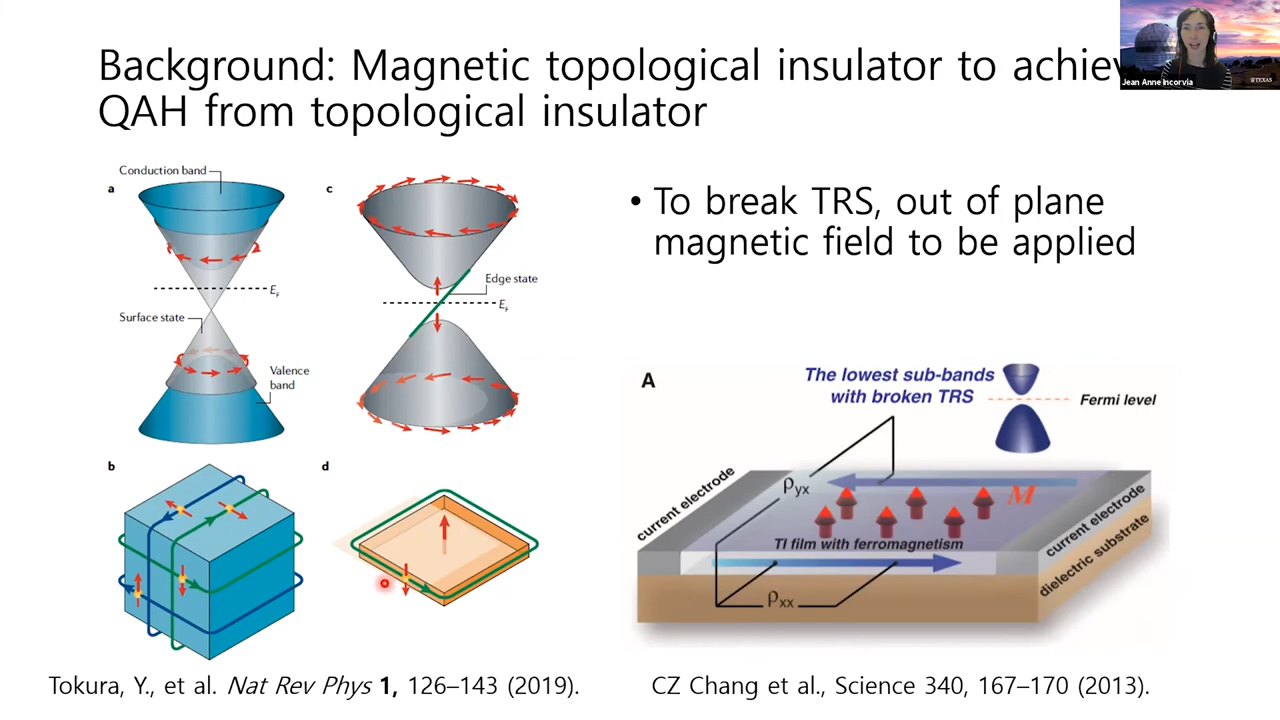 Background: Magnetic topological insulator to achiev
QAH from topological insulator
Jean Anne Incorvia
TEXAS
Conduction band
a
c
E_F
Edge state
E_F
Surface state
Valence
band
b
d
• To break TRS, out of plane
magnetic field to be applied
A
The lowest sub-bands
with broken TRS
Fermi level
current electrode
ρyx
M
current electrode
TI film with ferromagnetism
dielectric substrate
ρxx
Tokura, Y., et al. Nat Rev Phys 1, 126–143 (2019).
CZ Chang et al., Science 340, 167–170 (2013).